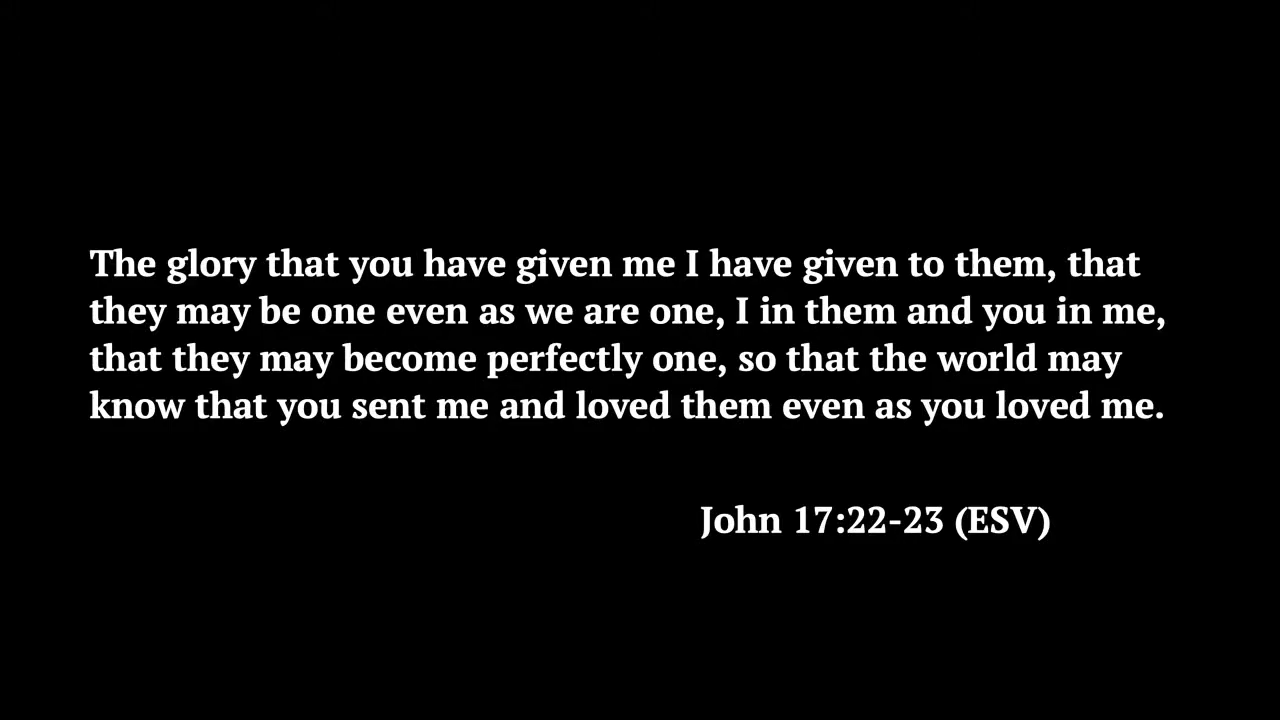 The glory that you have given me I have given to them, that
they may be one even as we are one, I in them and you in me,
that they may become perfectly one, so that the world may
know that you sent me and loved them even as you loved me.
John 17:22-23 (ESV)